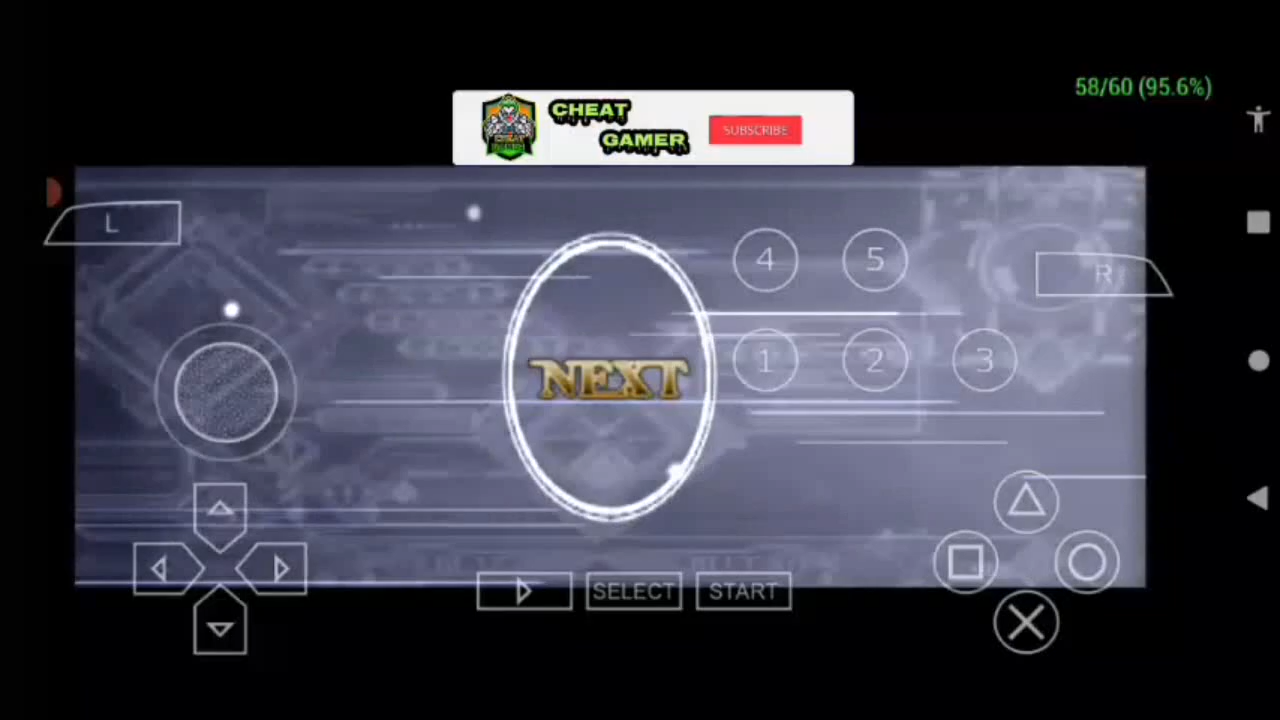 58/60 (95.6%)
CHEAT
GAMER
SUBSCRIBE
L
4
5
R
NEXT
1
2
3
SELECT
START